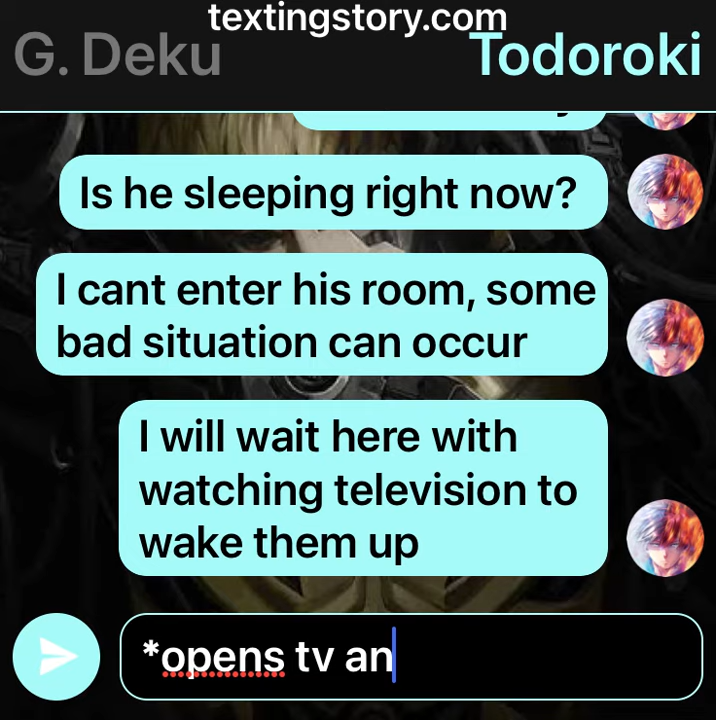 textingstory.com
G. Deku
Todoroki
Is he sleeping right now?
I cant enter his room, some
bad situation can occur
I will wait here with
watching television to
wake them up
*opens tv an